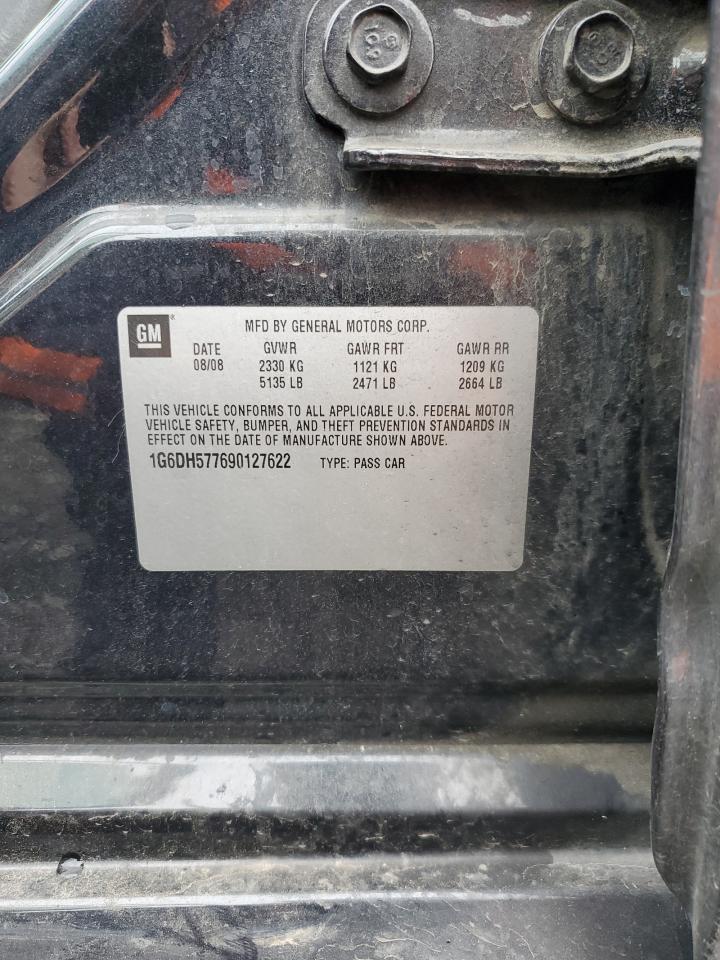 GM
MFD BY GENERAL MOTORS CORP.
DATE GVWR GAWR FRT GAWR RR
08/08 2330 KG 1121 KG 1209 KG
5135 LB 2471 LB 2664 LB
THIS VEHICLE CONFORMS TO ALL APPLICABLE U.S. FEDERAL MOTOR
VEHICLE SAFETY, BUMPER, AND THEFT PREVENTION STANDARDS IN
EFFECT ON THE DATE OF MANUFACTURE SHOWN ABOVE.
1G6DH577690127622 TYPE: PASS CAR